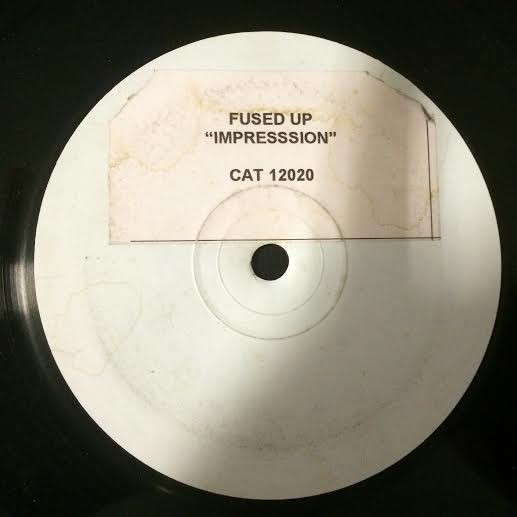 FUSED UP
"IMPRESSSION"
CAT 12020